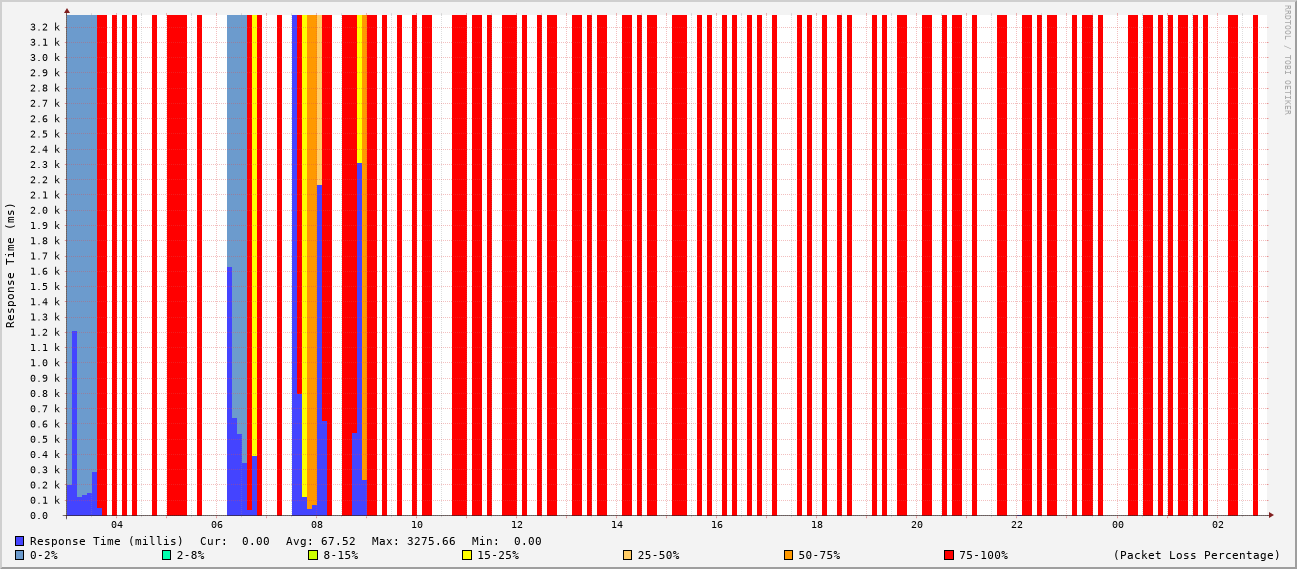 RRDTOOL / TOBI OETIKER
Response Time (ms)
3.2 k
3.1 k
3.0 k
2.9 k
2.8 k
2.7 k
2.6 k
2.5 k
2.4 k
2.3 k
2.2 k
2.1 k
2.0 k
1.9 k
1.8 k
1.7 k
1.6 k
1.5 k
1.4 k
1.3 k
1.2 k
1.1 k
1.0 k
0.9 k
0.8 k
0.7 k
0.6 k
0.5 k
0.4 k
0.3 k
0.2 k
0.1 k
0.0
04 06 08 10 12 14 16 18 20 22 00 02
Response Time (millis) Cur: 0.00 Avg: 67.52 Max: 3275.66 Min: 0.00
0-2% 2-8% 8-15% 15-25% 25-50% 50-75% 75-100% (Packet Loss Percentage)